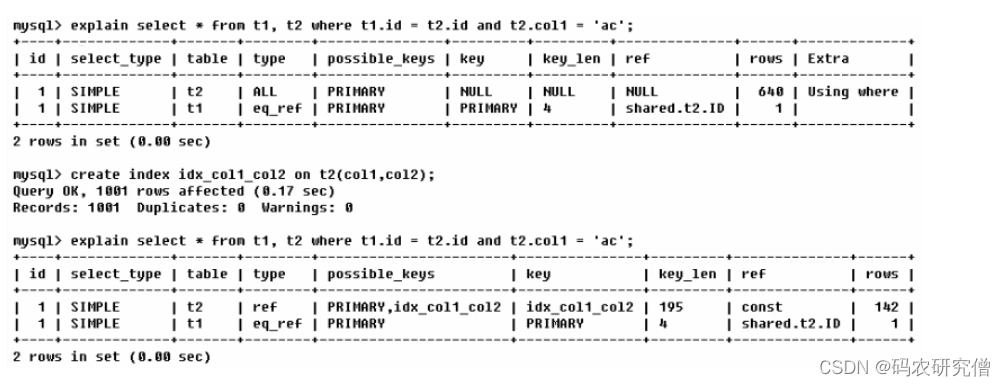 mysql> explain select * from t1, t2 where t1.id = t2.id and t2.col1 = 'ac';
+----+-------------+-------+--------+---------------+---------+---------+--------------+------+-------------+
| id | select_type | table | type | possible_keys | key | key_len | ref | rows | Extra |
+----+-------------+-------+--------+---------------+---------+---------+--------------+------+-------------+
| 1 | SIMPLE | t2 | ALL | PRIMARY | NULL | NULL | NULL | 640 | Using where |
| 1 | SIMPLE | t1 | eq_ref | PRIMARY | PRIMARY | 4 | shared.t2.ID | 1 | |
+----+-------------+-------+--------+---------------+---------+---------+--------------+------+-------------+
2 rows in set (0.00 sec)
mysql> create index idx_col1_col2 on t2(col1,col2);
Query OK, 1001 rows affected (0.17 sec)
Records: 1001 Duplicates: 0 Warnings: 0
mysql> explain select * from t1, t2 where t1.id = t2.id and t2.col1 = 'ac';
+----+-------------+-------+--------+-----------------------+---------------+---------+--------------+------+
| id | select_type | table | type | possible_keys | key | key_len | ref | rows |
+----+-------------+-------+--------+-----------------------+---------------+---------+--------------+------+
| 1 | SIMPLE | t2 | ref | PRIMARY,idx_col1_col2 | idx_col1_col2 | 195 | const | 142 |
| 1 | SIMPLE | t1 | eq_ref | PRIMARY | PRIMARY | 4 | shared.t2.ID | 1 |
+----+-------------+-------+--------+-----------------------+---------------+---------+--------------+------+
2 rows in set (0.00 sec)
CSDN @码农研究僧